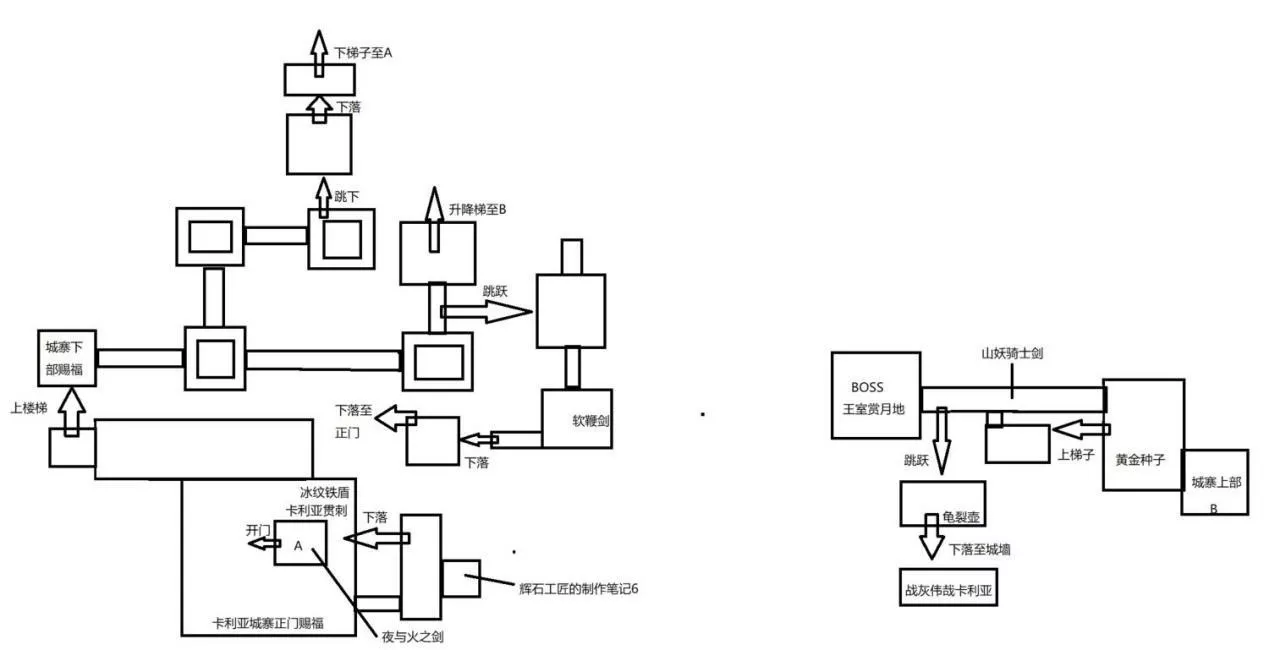 下梯子至A
下落
跳下
升降梯至B
跳跃
城寨下
部赐福
上楼梯
下落至
正门
下落
软鞭剑
冰纹铁盾
卡利亚贯刺
开门
A
下落
辉石工匠的制作笔记6
卡利亚城寨正门赐福
夜与火之剑
山妖骑士剑
BOSS
王室赏月地
跳跃
上梯子
黄金种子
城寨上部
B
龟裂壶
下落至城墙
战灰伟哉卡利亚